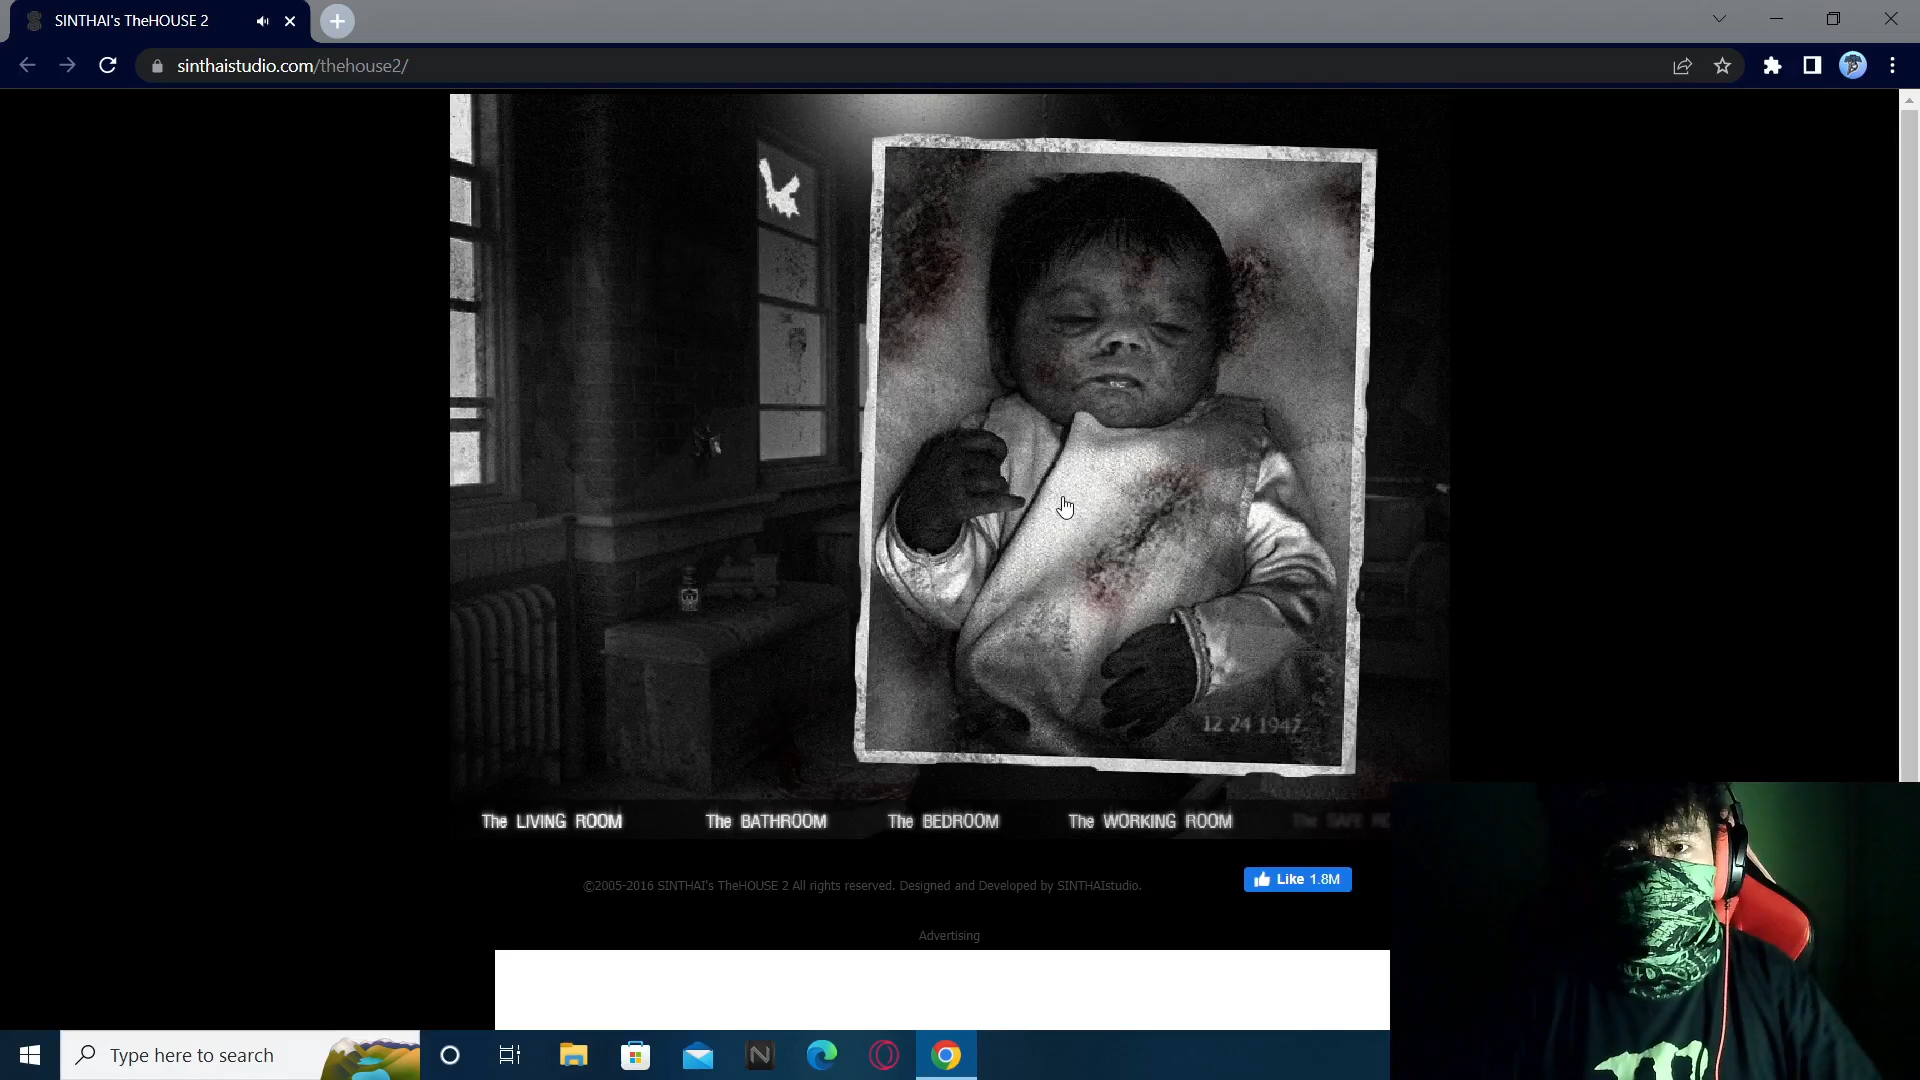 SINTHAI's TheHOUSE 2
sinthaistudio.com/thehouse2/
12 24 1947
The LIVING ROOM
The BATHROOM
The BEDROOM
The WORKING ROOM
©2005-2016 SINTHAI's TheHOUSE 2 All rights reserved. Designed and Developed by SINTHAIstudio.
Like 1.8M
Advertising
Type here to search